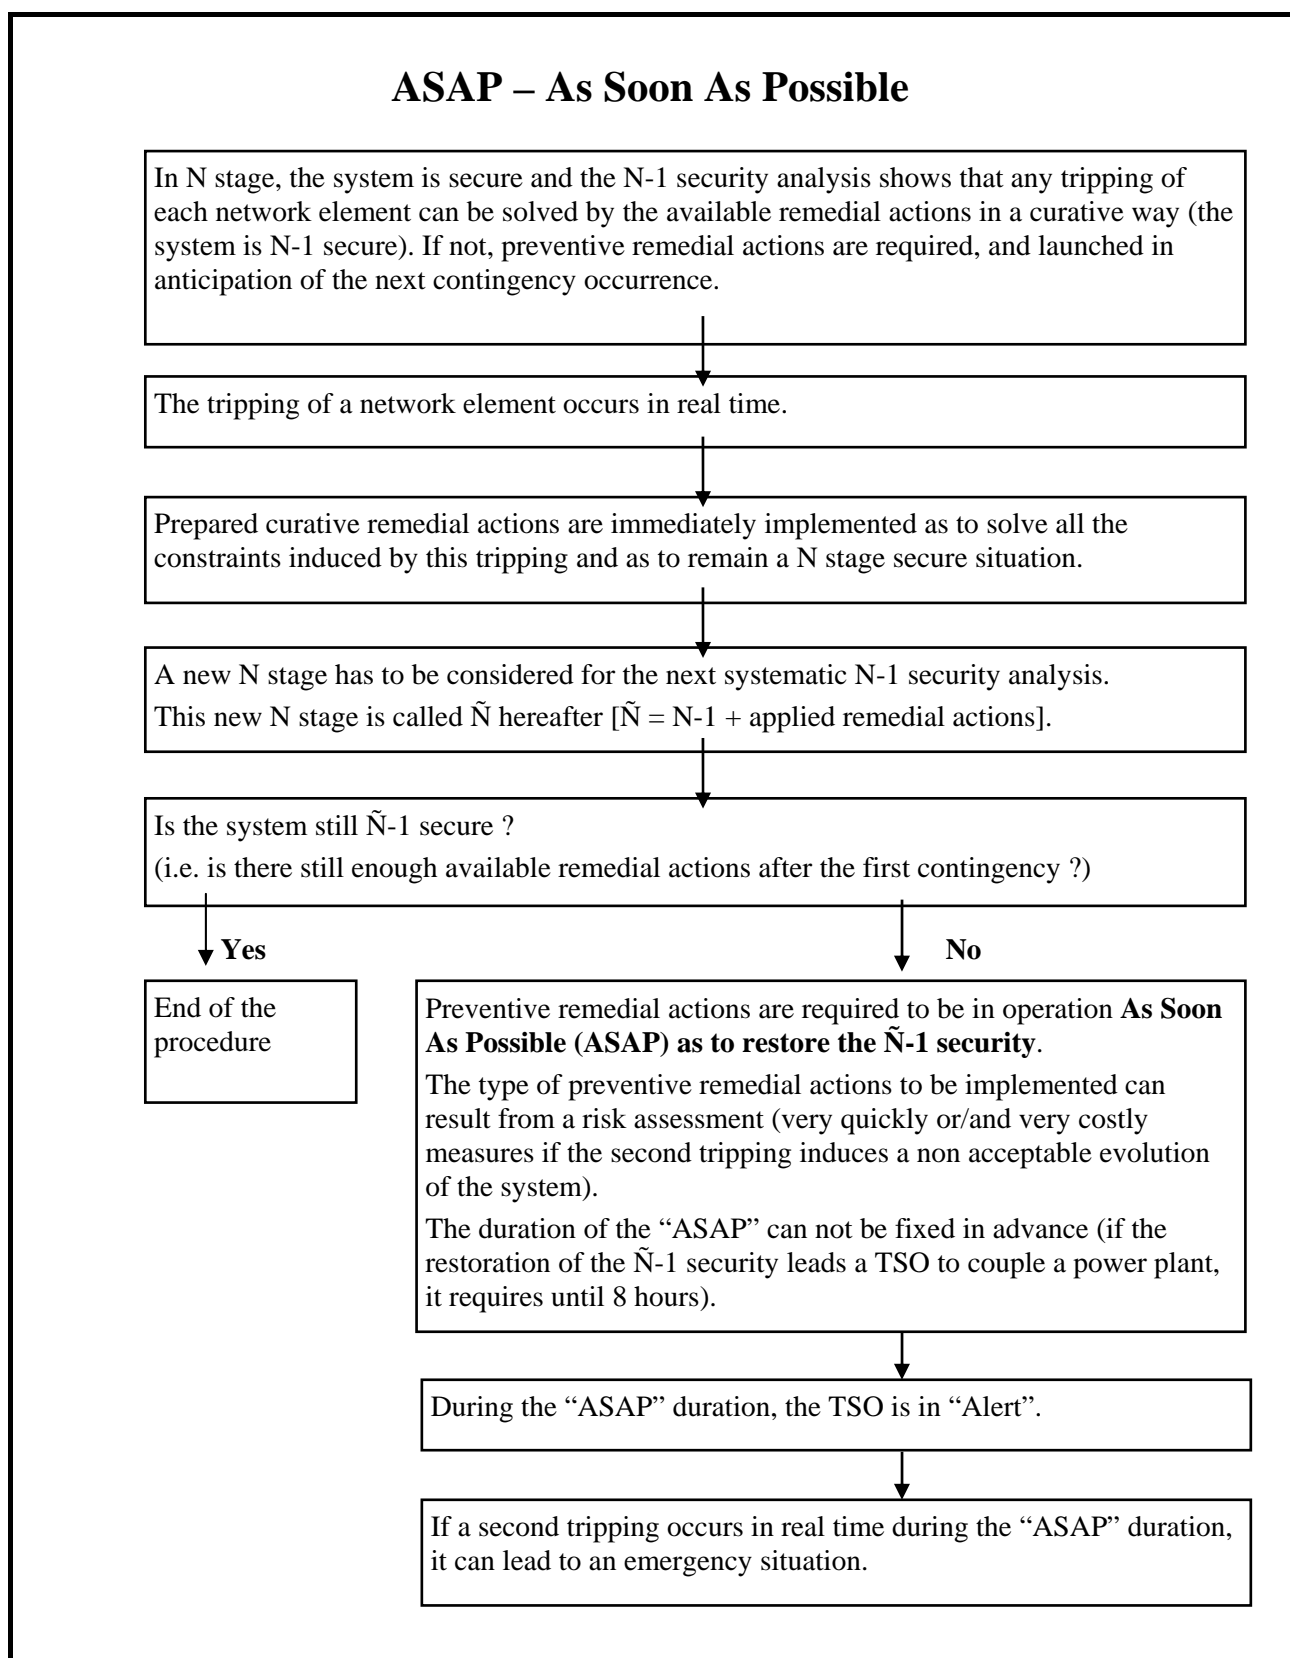 ASAP – As Soon As Possible
In N stage, the system is secure and the N-1 security analysis shows that any tripping of
each network element can be solved by the available remedial actions in a curative way (the
system is N-1 secure). If not, preventive remedial actions are required, and launched in
anticipation of the next contingency occurrence.
The tripping of a network element occurs in real time.
Prepared curative remedial actions are immediately implemented as to solve all the
constraints induced by this tripping and as to remain a N stage secure situation.
A new N stage has to be considered for the next systematic N-1 security analysis.
This new N stage is called Ñ hereafter [Ñ = N-1 + applied remedial actions].
Is the system still Ñ-1 secure ?
(i.e. is there still enough available remedial actions after the first contingency ?)
Yes
No
End of the
procedure
Preventive remedial actions are required to be in operation As Soon
As Possible (ASAP) as to restore the Ñ-1 security.
The type of preventive remedial actions to be implemented can
result from a risk assessment (very quickly or/and very costly
measures if the second tripping induces a non acceptable evolution
of the system).
The duration of the “ASAP” can not be fixed in advance (if the
restoration of the Ñ-1 security leads a TSO to couple a power plant,
it requires until 8 hours).
During the “ASAP” duration, the TSO is in “Alert”.
If a second tripping occurs in real time during the “ASAP” duration,
it can lead to an emergency situation.